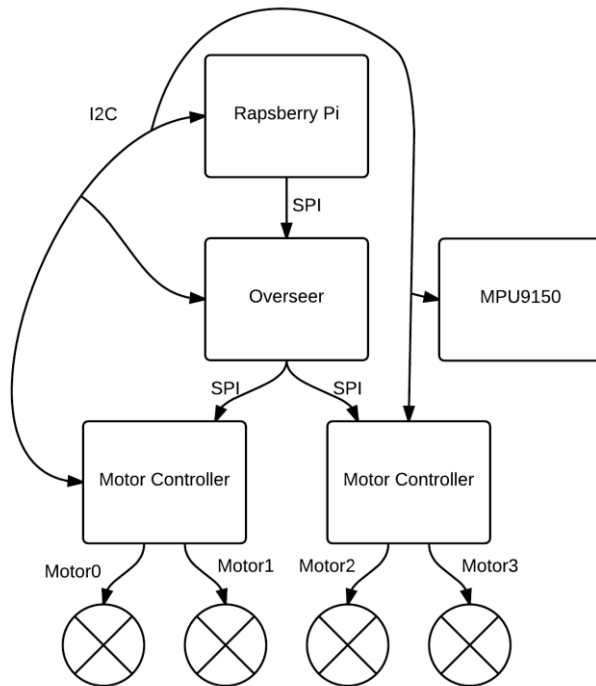 I2C
Rapsberry Pi
SPI
Overseer
MPU9150
SPI
SPI
Motor Controller
Motor Controller
Motor0
Motor1
Motor2
Motor3